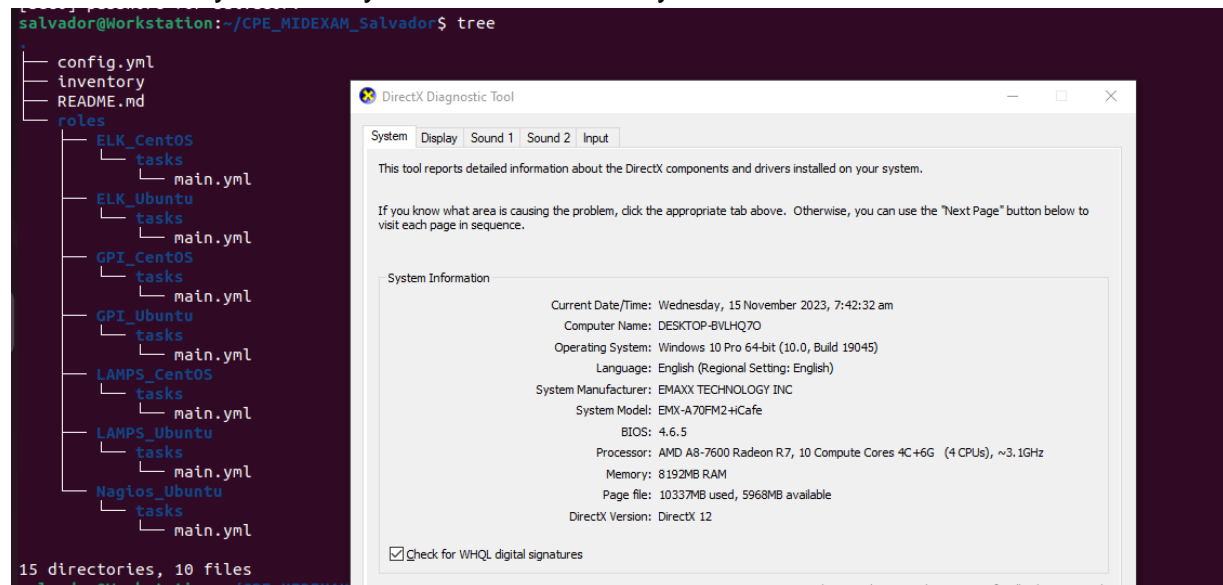 salvador@Workstation:~/CPE_MIDEXAM_Salvador$ tree
.
├── config.yml
├── inventory
├── README.md
└── roles
    ├── ELK_CentOS
    │   └── tasks
    │       └── main.yml
    ├── ELK_Ubuntu
    │   └── tasks
    │       └── main.yml
    ├── GPI_CentOS
    │   └── tasks
    │       └── main.yml
    ├── GPI_Ubuntu
    │   └── tasks
    │       └── main.yml
    ├── LAMPS_CentOS
    │   └── tasks
    │       └── main.yml
    ├── LAMPS_Ubuntu
    │   └── tasks
    │       └── main.yml
    └── Nagios_Ubuntu
        └── tasks
            └── main.yml
15 directories, 10 files
DirectX Diagnostic Tool
System Display Sound 1 Sound 2 Input
This tool reports detailed information about the DirectX components and drivers installed on your system.
If you know what area is causing the problem, click the appropriate tab above. Otherwise, you can use the "Next Page" button below to
visit each page in sequence.
System Information
Current Date/Time: Wednesday, 15 November 2023, 7:42:32 am
Computer Name: DESKTOP-BVLHQ7O
Operating System: Windows 10 Pro 64-bit (10.0, Build 19045)
Language: English (Regional Setting: English)
System Manufacturer: EMAXX TECHNOLOGY INC
System Model: EMX-A70FM2+iCafe
BIOS: 4.6.5
Processor: AMD A8-7600 Radeon R7, 10 Compute Cores 4C+6G (4 CPUs), ~3.1GHz
Memory: 8192MB RAM
Page file: 10337MB used, 5968MB available
DirectX Version: DirectX 12
Check for WHQL digital signatures